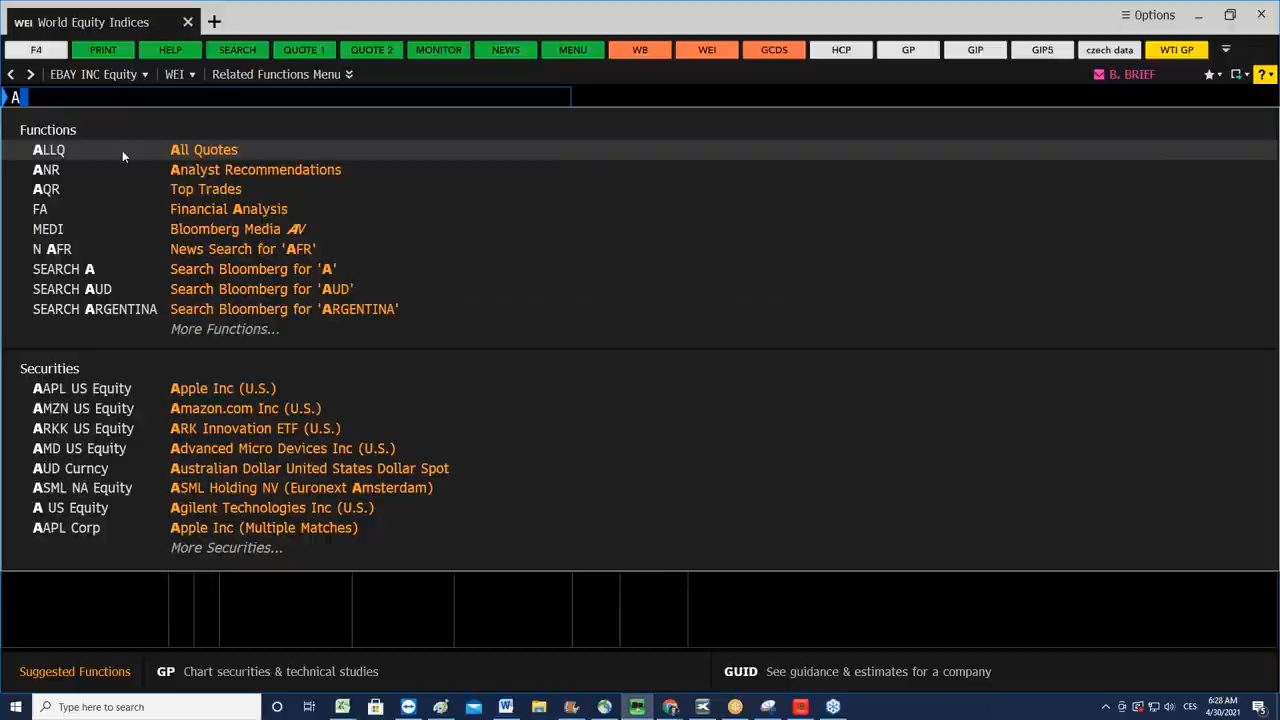 WEI World Equity Indices
Options
F4 PRINT HELP SEARCH QUOTE 1 QUOTE 2 MONITOR NEWS MENU WB WEI GCDS HCP GP GIP GIP5 czech data WTI GP
EBAY INC Equity WEI Related Functions Menu B. BRIEF ?
A
Functions
ALLQ All Quotes
ANR Analyst Recommendations
AQR Top Trades
FA Financial Analysis
MEDI Bloomberg Media AV
N AFR News Search for 'AFR'
SEARCH A Search Bloomberg for 'A'
SEARCH AUD Search Bloomberg for 'AUD'
SEARCH ARGENTINA Search Bloomberg for 'ARGENTINA'
More Functions...
Securities
AAPL US Equity Apple Inc (U.S.)
AMZN US Equity Amazon.com Inc (U.S.)
ARKK US Equity ARK Innovation ETF (U.S.)
AMD US Equity Advanced Micro Devices Inc (U.S.)
AUD Curncy Australian Dollar United States Dollar Spot
ASML NA Equity ASML Holding NV (Euronext Amsterdam)
A US Equity Agilent Technologies Inc (U.S.)
AAPL Corp Apple Inc (Multiple Matches)
More Securities...
Suggested Functions GP Chart securities & technical studies GUID See guidance & estimates for a company
Type here to search CES 6:28 AM
4/30/2021